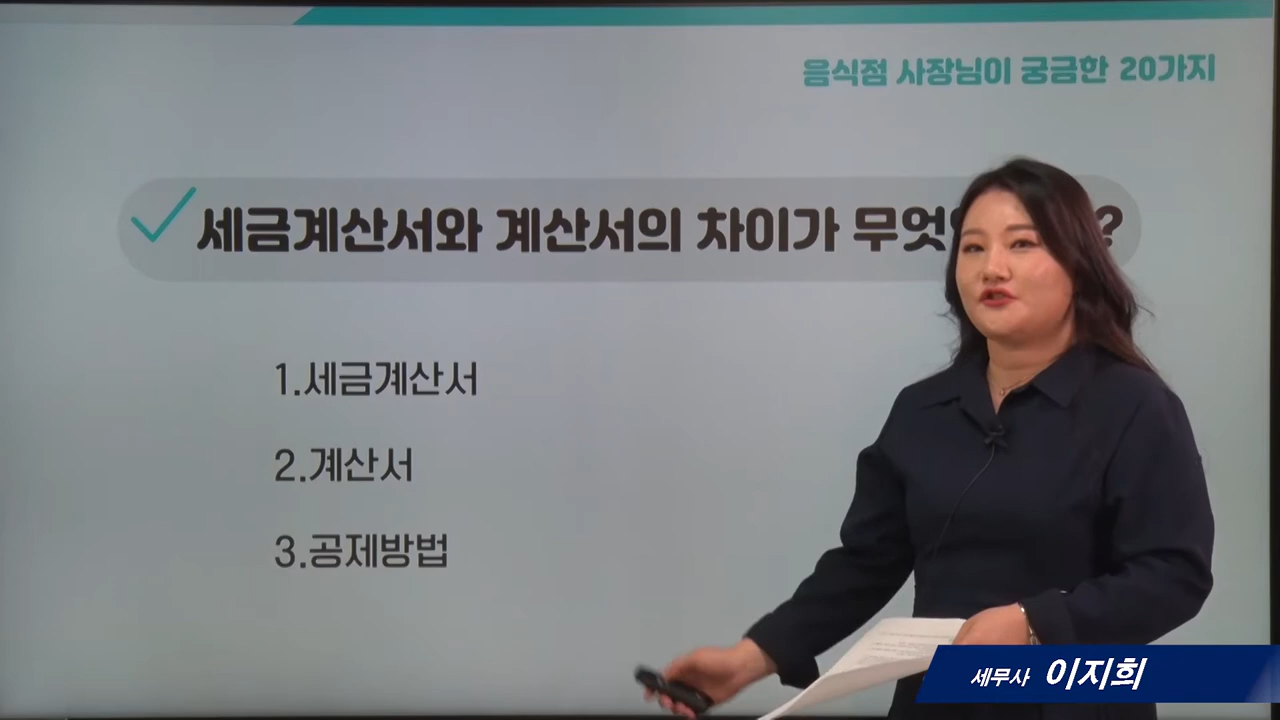 음식점 사장님이 궁금한 20가지
세금계산서와 계산서의 차이가 무엇 ?
1.세금계산서
2.계산서
3.공제방법
세무사 이지희